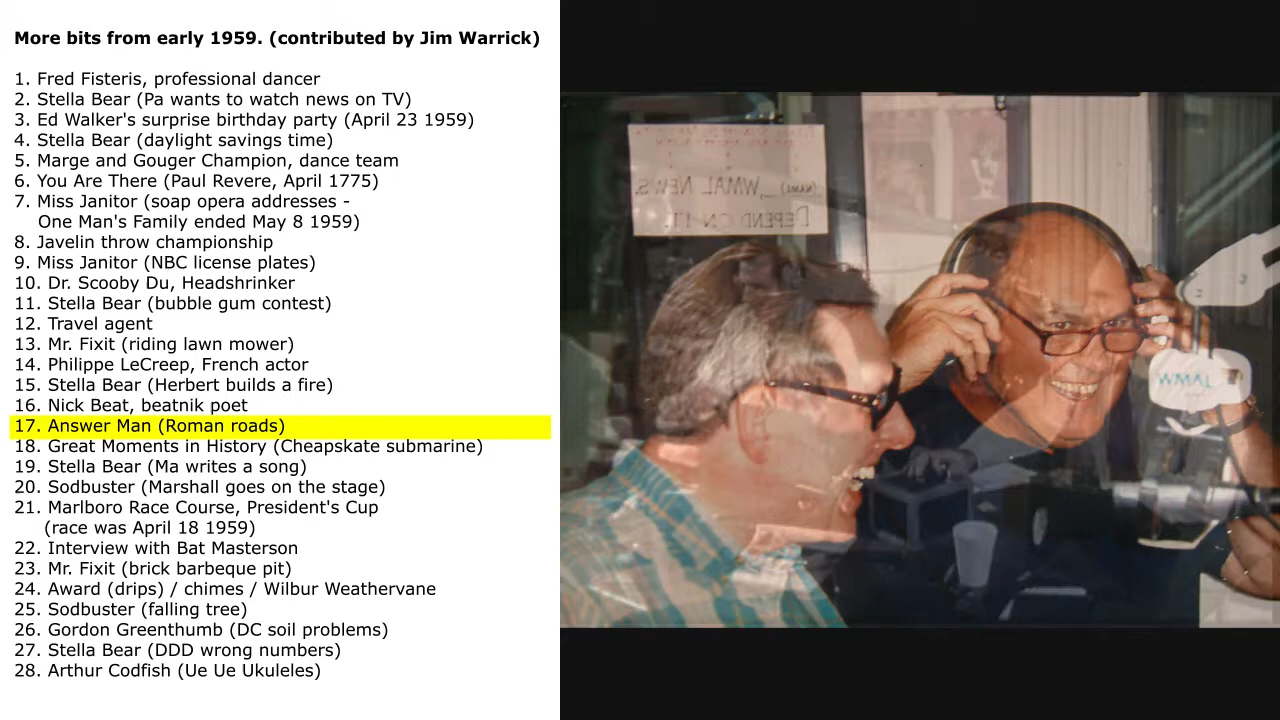 More bits from early 1959. (contributed by Jim Warrick)
1. Fred Fisteris, professional dancer
2. Stella Bear (Pa wants to watch news on TV)
3. Ed Walker's surprise birthday party (April 23 1959)
4. Stella Bear (daylight savings time)
5. Marge and Gouger Champion, dance team
6. You Are There (Paul Revere, April 1775)
7. Miss Janitor (soap opera addresses -
One Man's Family ended May 8 1959)
8. Javelin throw championship
9. Miss Janitor (NBC license plates)
10. Dr. Scooby Du, Headshrinker
11. Stella Bear (bubble gum contest)
12. Travel agent
13. Mr. Fixit (riding lawn mower)
14. Philippe LeCreep, French actor
15. Stella Bear (Herbert builds a fire)
16. Nick Beat, beatnik poet
17. Answer Man (Roman roads)
18. Great Moments in History (Cheapskate submarine)
19. Stella Bear (Ma writes a song)
20. Sodbuster (Marshall goes on the stage)
21. Marlboro Race Course, President's Cup
(race was April 18 1959)
22. Interview with Bat Masterson
23. Mr. Fixit (brick barbeque pit)
24. Award (drips) / chimes / Wilbur Weathervane
25. Sodbuster (falling tree)
26. Gordon Greenthumb (DC soil problems)
27. Stella Bear (DDD wrong numbers)
28. Arthur Codfish (Ue Ue Ukuleles)
(NAME) WMAL NEWS.
DEPEND ON IT.
WMAL